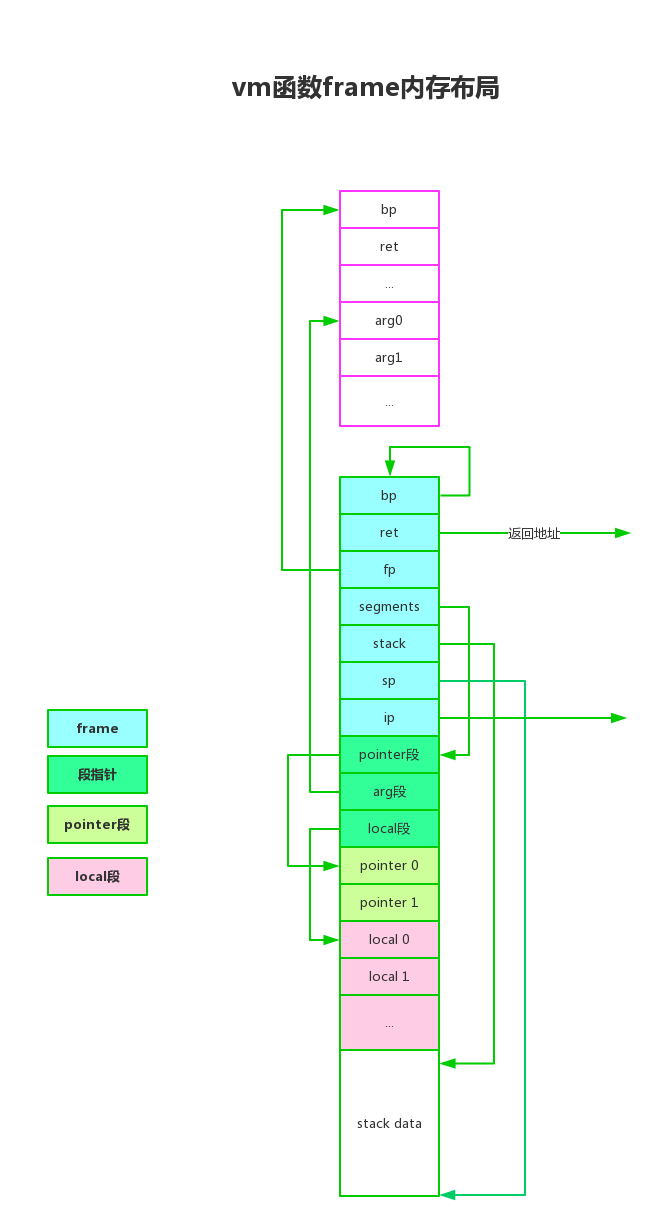 vm函数frame内存布局
bp
ret
...
arg0
arg1
...
bp
ret
返回地址
fp
segments
stack
sp
ip
pointer段
arg段
local段
pointer 0
pointer 1
local 0
local 1
...
stack data
frame
段指针
pointer段
local段